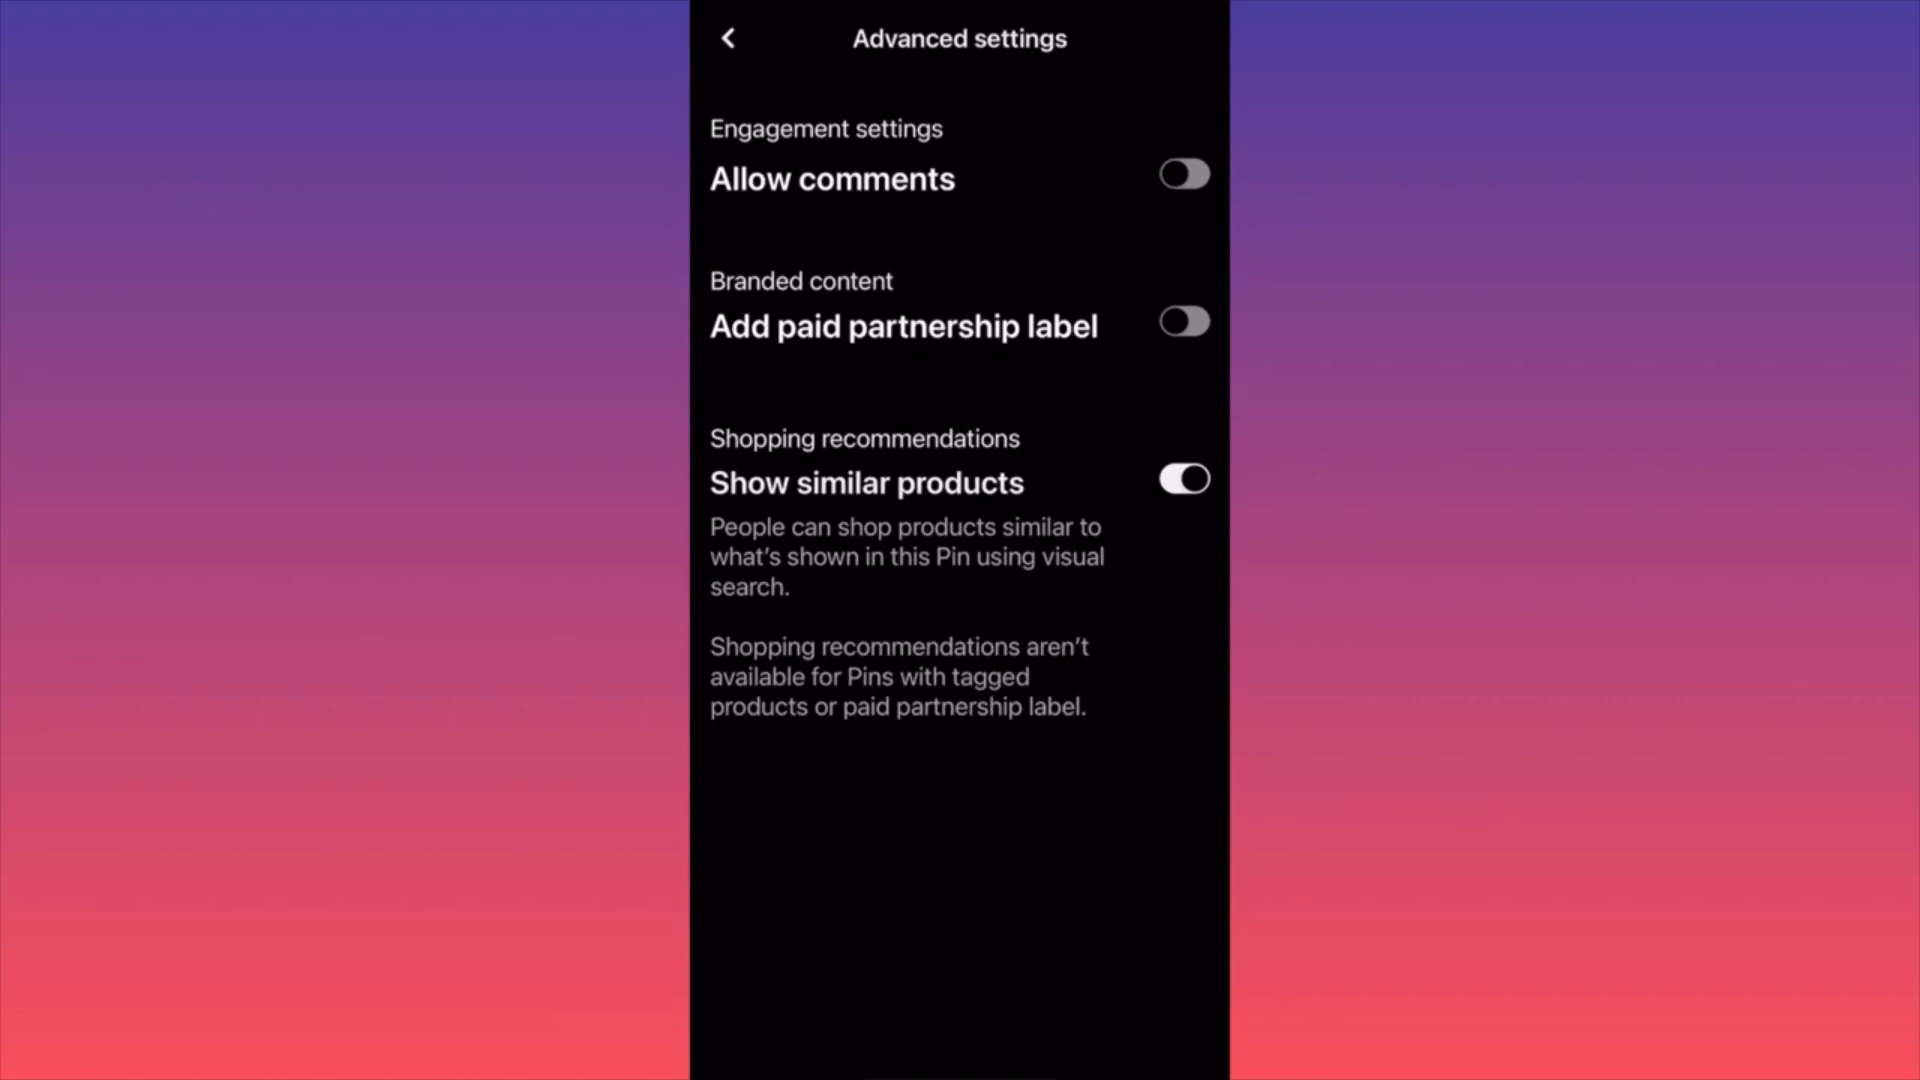 Advanced settings
Engagement settings
Allow comments
Branded content
Add paid partnership label
Shopping recommendations
Show similar products
People can shop products similar to
what’s shown in this Pin using visual
search.
Shopping recommendations aren’t
available for Pins with tagged
products or paid partnership label.